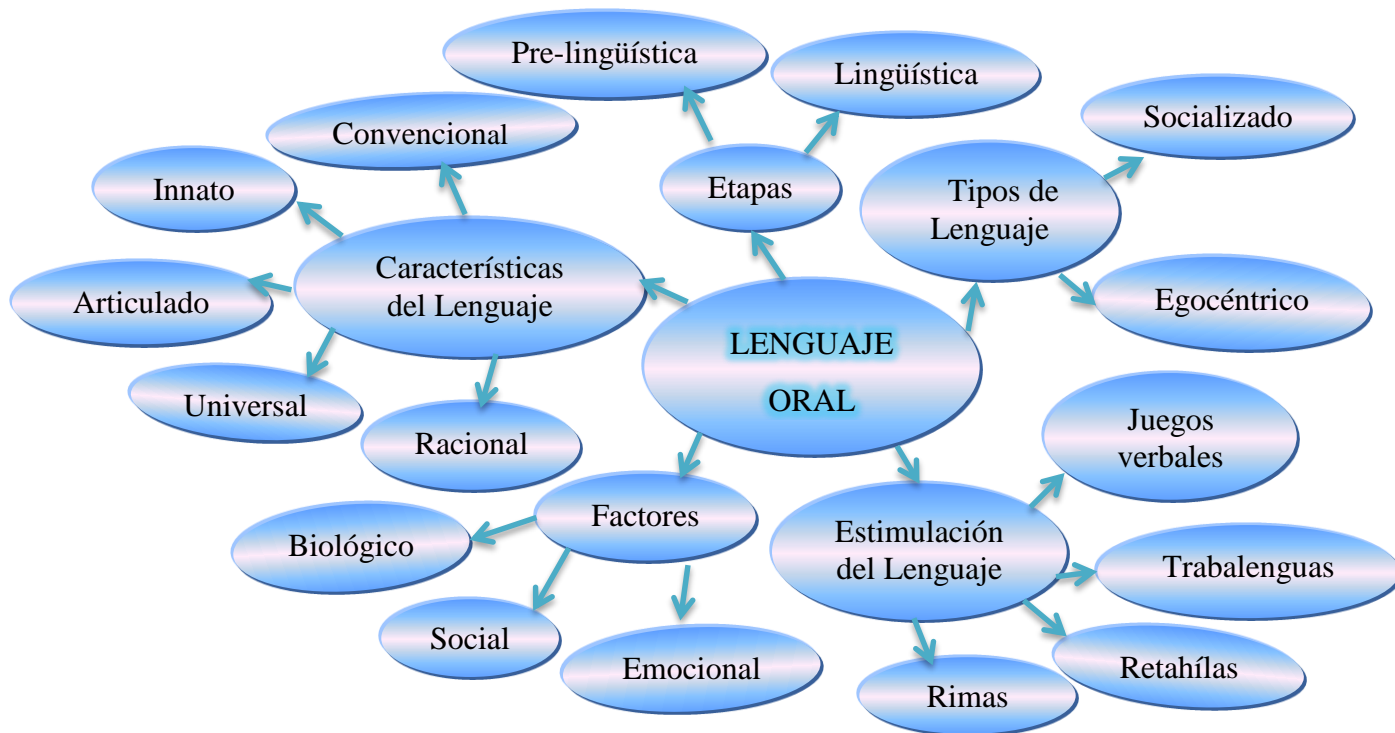 Pre-lingüística
Lingüística
Convencional
Socializado
Innato
Etapas
Tipos de
Lenguaje
Características
del Lenguaje
Articulado
Egocéntrico
LENGUAJE
ORAL
Universal
Racional
Juegos
verbales
Factores
Biológico
Estimulación
del Lenguaje
Trabalenguas
Social
Emocional
Retahílas
Rimas